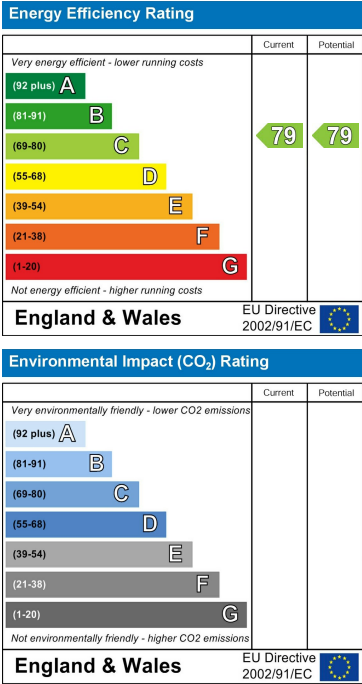 Energy Efficiency Rating
Current Potential
Very energy efficient - lower running costs
(92 plus) A
(81-91) B
(69-80) C
79 79
(55-68) D
(39-54) E
(21-38) F
(1-20) G
Not energy efficient - higher running costs
England & Wales
EU Directive
2002/91/EC
Environmental Impact (CO₂) Rating
Current Potential
Very environmentally friendly - lower CO2 emissions
(92 plus) A
(81-91) B
(69-80) C
(55-68) D
(39-54) E
(21-38) F
(1-20) G
Not environmentally friendly - higher CO2 emissions
England & Wales
EU Directive
2002/91/EC